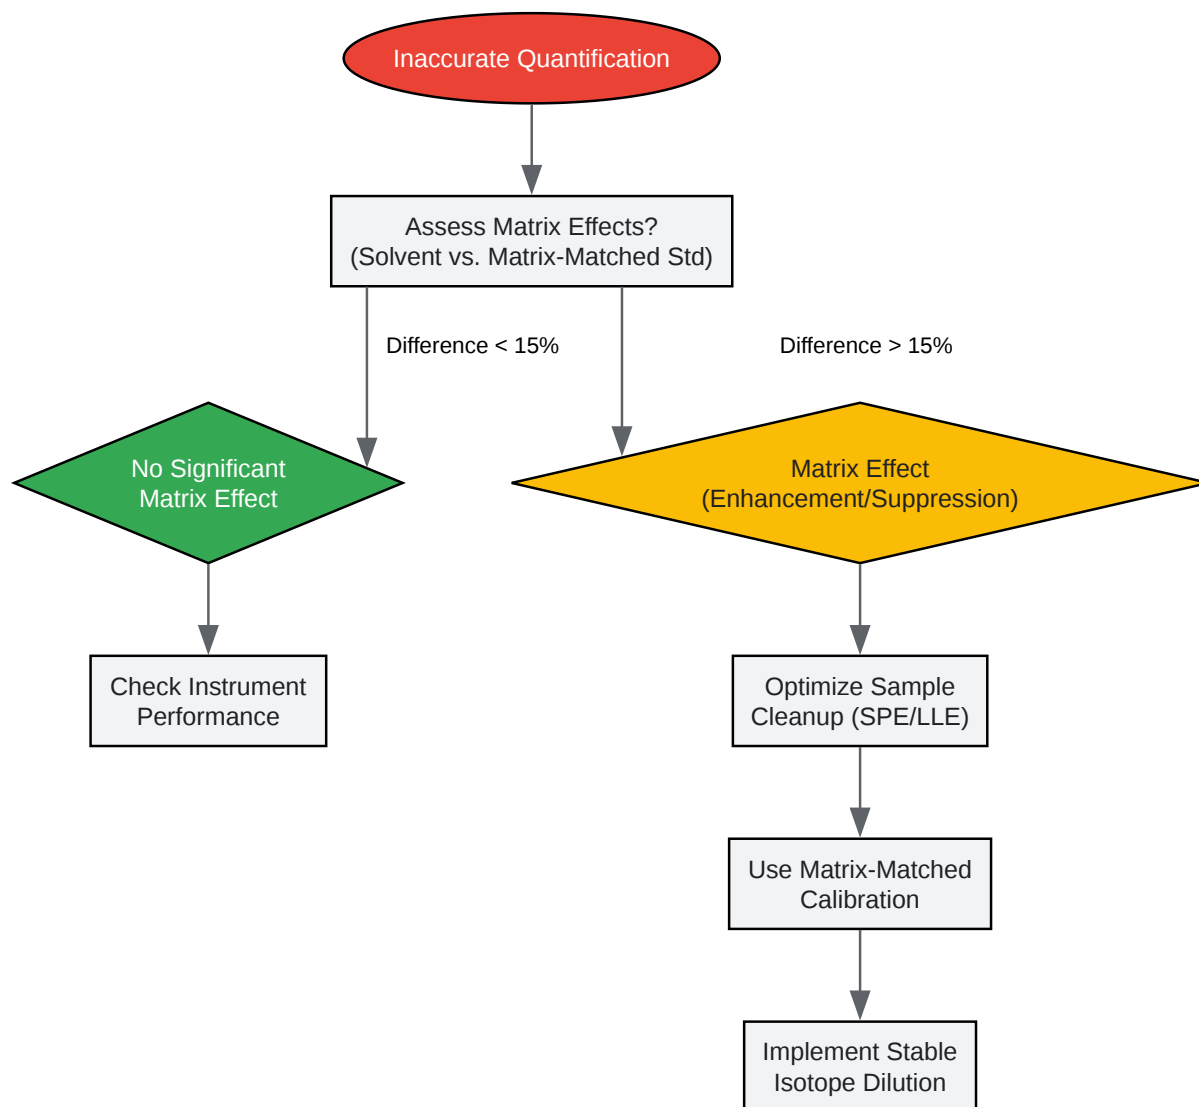 Inaccurate Quantification
Assess Matrix Effects?
(Solvent vs. Matrix-Matched Std)
Difference < 15%
Difference > 15%
No Significant
Matrix Effect
Matrix Effect
(Enhancement/Suppression)
Check Instrument
Performance
Optimize Sample
Cleanup (SPE/LLE)
Use Matrix-Matched
Calibration
Implement Stable
Isotope Dilution